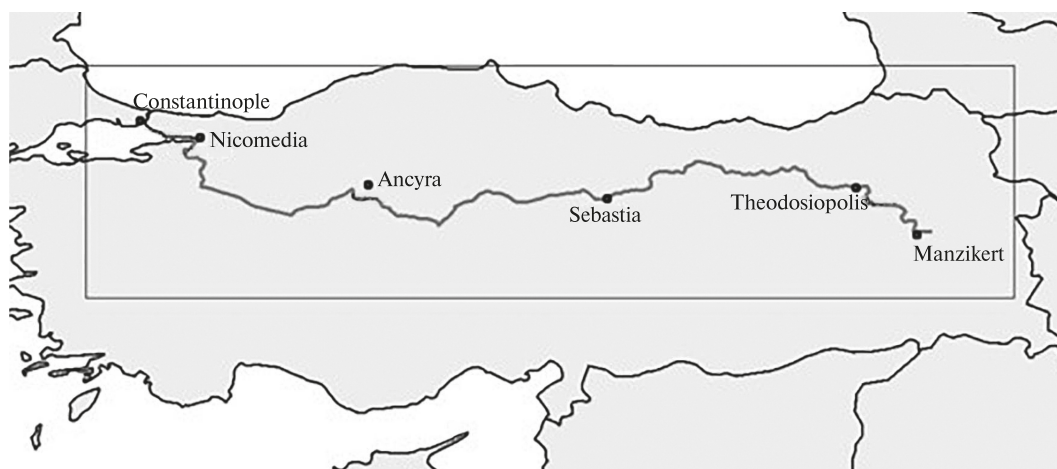 Constantinople
Nicomedia
Ancyra
Sebastia
Theodosiopolis
Manzikert